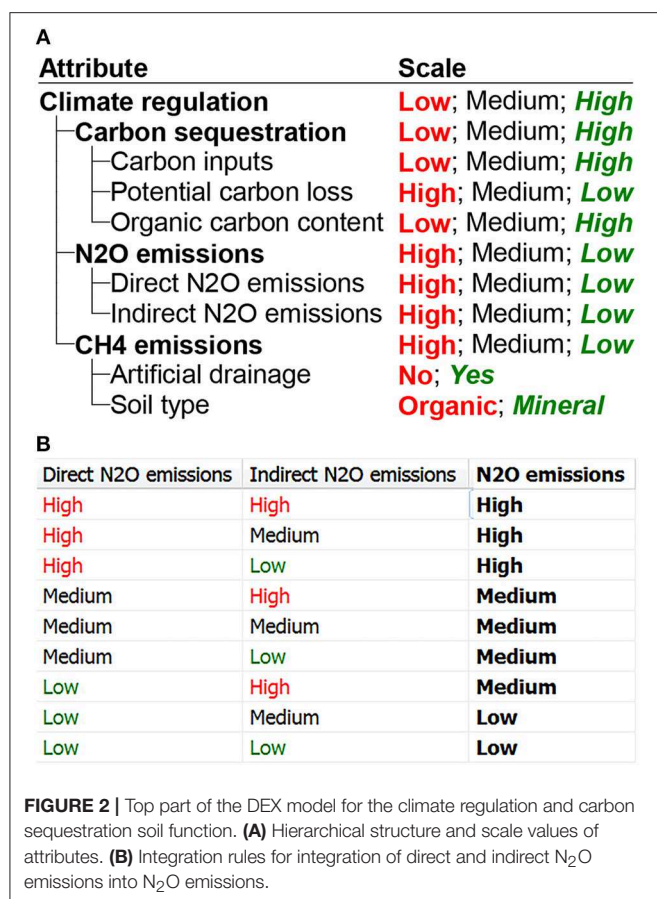 A
Attribute Scale
Climate regulation Low; Medium; High
Carbon sequestration Low; Medium; High
Carbon inputs Low; Medium; High
Potential carbon loss High; Medium; Low
Organic carbon content Low; Medium; High
N2O emissions High; Medium; Low
Direct N2O emissions High; Medium; Low
Indirect N2O emissions High; Medium; Low
CH4 emissions High; Medium; Low
Artificial drainage No; Yes
Soil type Organic; Mineral
B
Direct N2O emissions Indirect N2O emissions N2O emissions
High High High
High Medium High
High Low High
Medium High Medium
Medium Medium Medium
Medium Low Medium
Low High Medium
Low Medium Low
Low Low Low
FIGURE 2 | Top part of the DEX model for the climate regulation and carbon
sequestration soil function. (A) Hierarchical structure and scale values of
attributes. (B) Integration rules for integration of direct and indirect N₂O
emissions into N₂O emissions.